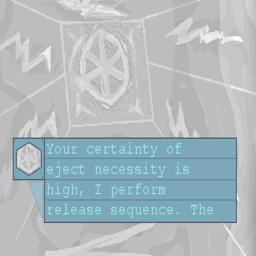 Your certainty of
eject necessity is
high, I perform
release sequence. The